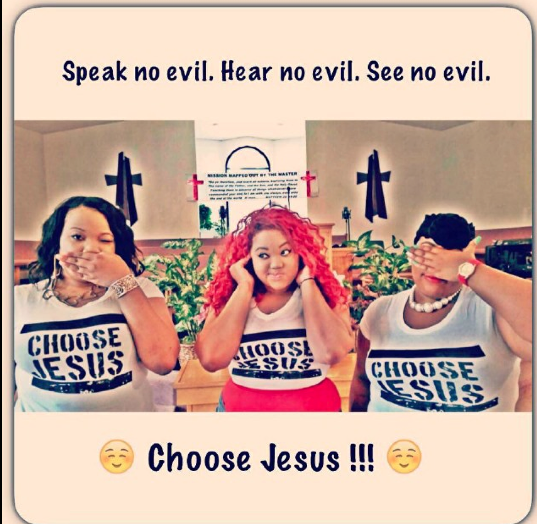 Speak no evil. Hear no evil. See no evil.
MISSION MAPPED OUT BY THE MASTER
CHOOSE
JESUS
CHOOSE
JESUS
CHOOSE
JESUS
☺️ Choose Jesus !!! ☺️